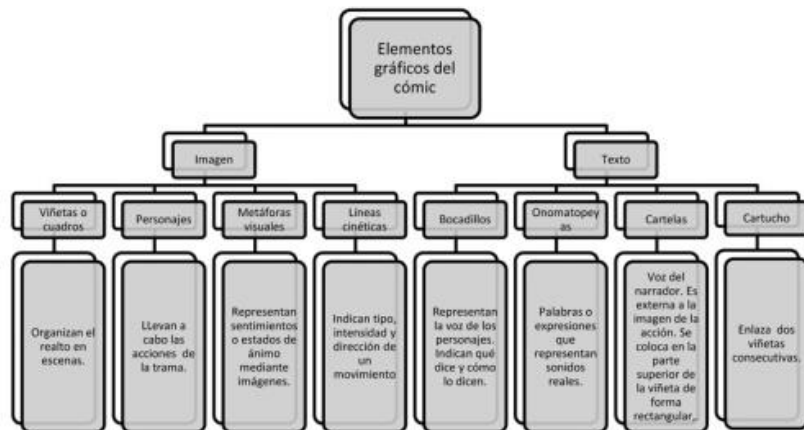 Elementos
gráficos del
cómic
Imagen
Texto
Viñetas o
cuadros
Personajes
Metáforas
visuales
Líneas
cinéticas
Bocadillos
Onomatopey
as
Cartelas
Cartucho
Organizan el
realto en
escenas.
LLevan a
cabo las
acciones de
la trama.
Representan
sentimientos
o estados de
ánimo
mediante
imágenes.
Indican tipo,
intensidad y
dirección de
un
movimiento
Representan
la voz de los
personajes.
Indican qué
dice y cómo
lo dicen.
Palabras o
expresiones
que
representan
sonidos
reales.
Voz del
narrador. Es
externa a la
imagen de la
acción. Se
coloca en la
parte
superior de
la viñeta de
forma
rectangular,.
Enlaza dos
viñetas
consecutivas.